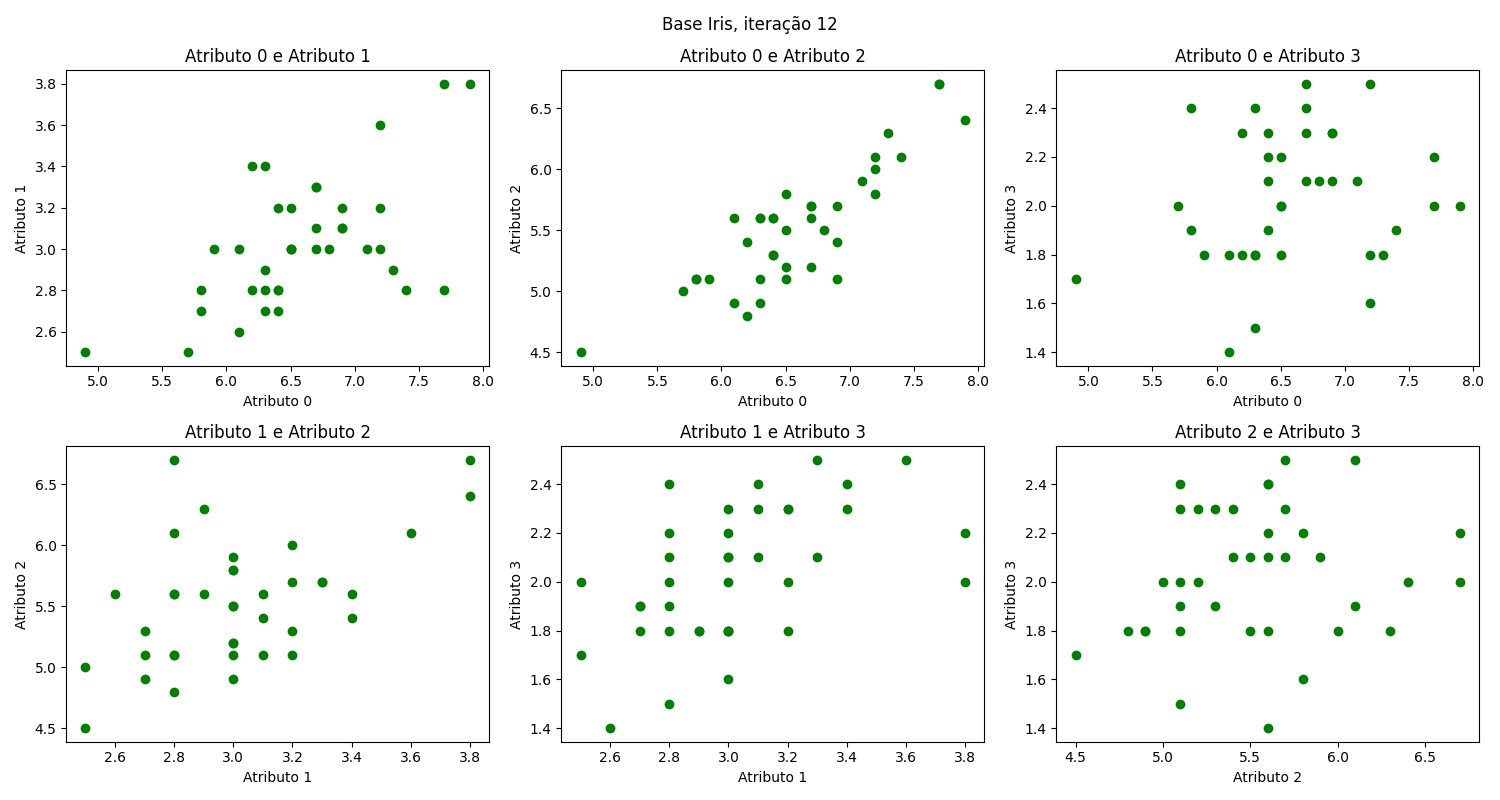 Base Iris, iteração 12
Atributo 0 e Atributo 1
Atributo 1
3.8
3.6
3.4
3.2
3.0
2.8
2.6
5.0 5.5 6.0 6.5 7.0 7.5 8.0
Atributo 0
Atributo 0 e Atributo 2
Atributo 2
6.5
6.0
5.5
5.0
4.5
5.0 5.5 6.0 6.5 7.0 7.5 8.0
Atributo 0
Atributo 0 e Atributo 3
Atributo 3
2.4
2.2
2.0
1.8
1.6
1.4
5.0 5.5 6.0 6.5 7.0 7.5 8.0
Atributo 0
Atributo 1 e Atributo 2
Atributo 2
6.5
6.0
5.5
5.0
4.5
2.6 2.8 3.0 3.2 3.4 3.6 3.8
Atributo 1
Atributo 1 e Atributo 3
Atributo 3
2.4
2.2
2.0
1.8
1.6
1.4
2.6 2.8 3.0 3.2 3.4 3.6 3.8
Atributo 1
Atributo 2 e Atributo 3
Atributo 3
2.4
2.2
2.0
1.8
1.6
1.4
4.5 5.0 5.5 6.0 6.5
Atributo 2